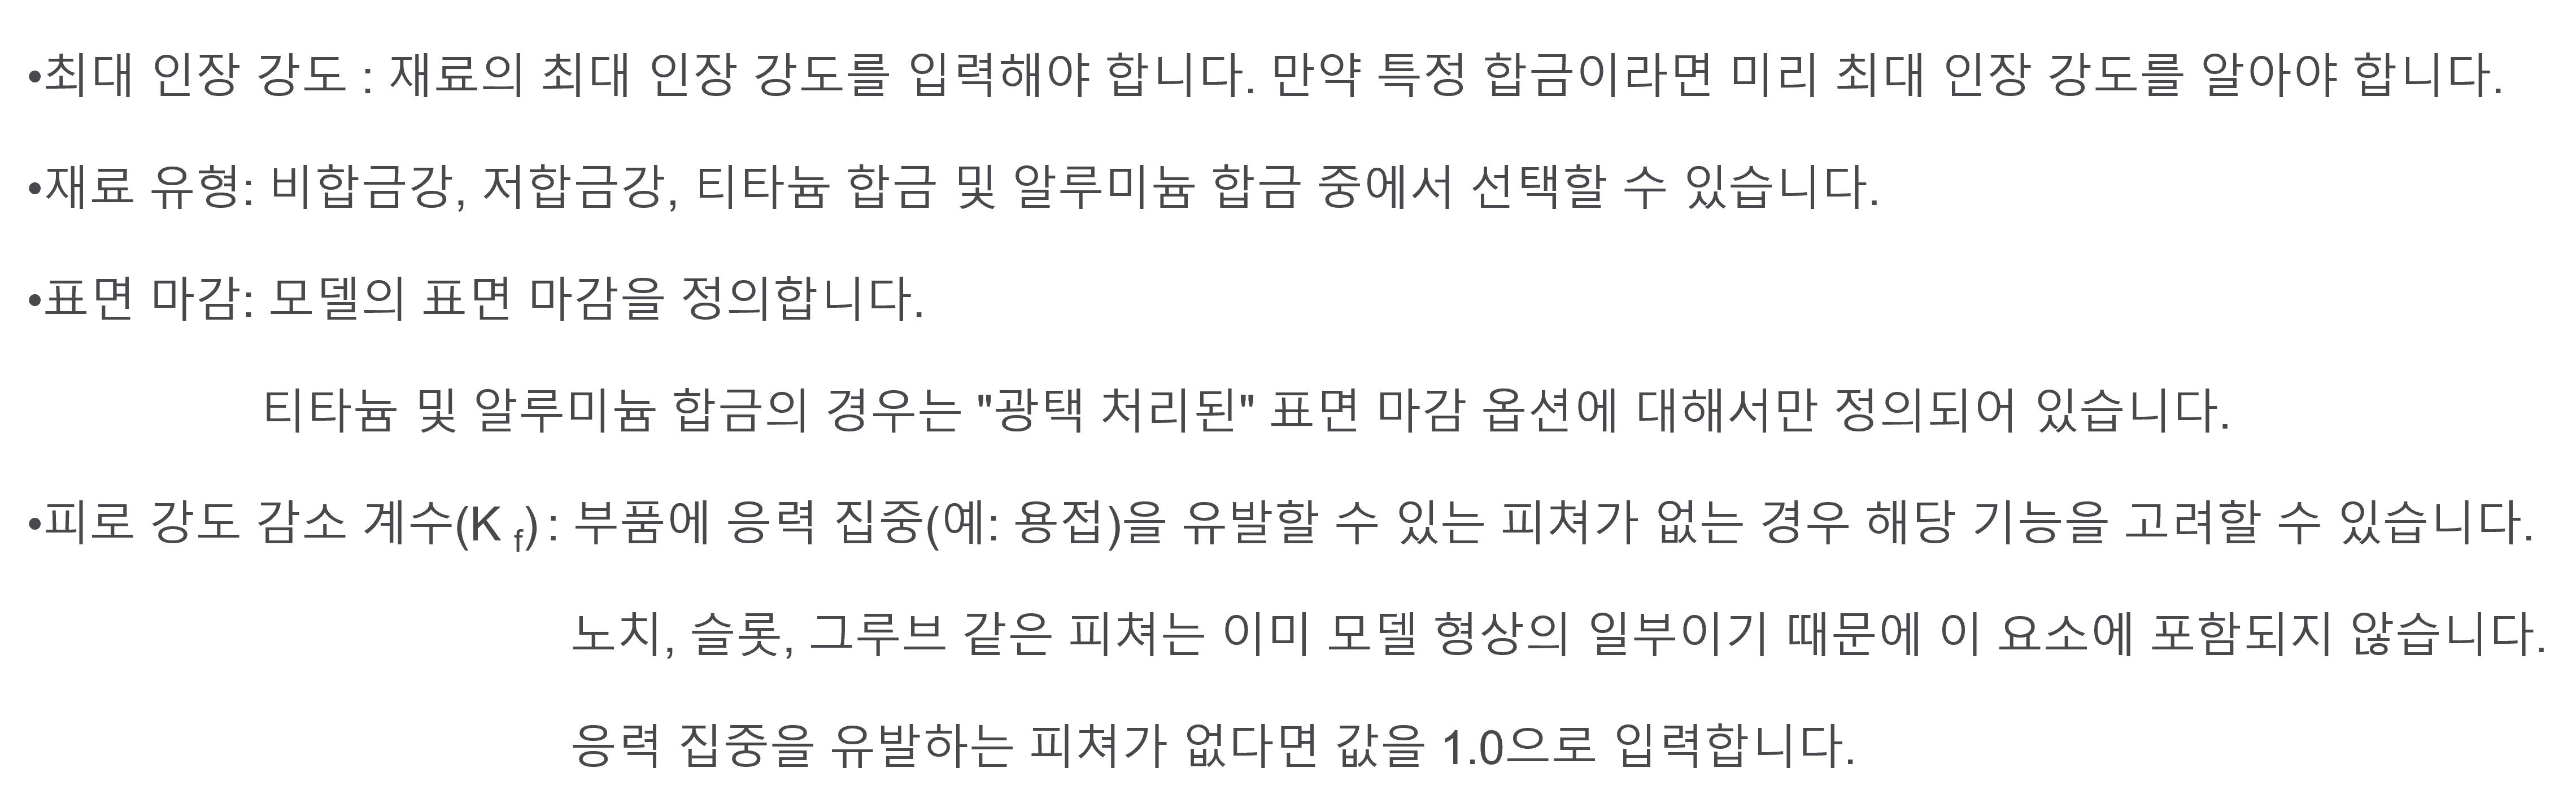 •최대 인장 강도 : 재료의 최대 인장 강도를 입력해야 합니다. 만약 특정 합금이라면 미리 최대 인장 강도를 알아야 합니다.
•재료 유형: 비합금강, 저합금강, 티타늄 합금 및 알루미늄 합금 중에서 선택할 수 있습니다.
•표면 마감: 모델의 표면 마감을 정의합니다.
티타늄 및 알루미늄 합금의 경우는 "광택 처리된" 표면 마감 옵션에 대해서만 정의되어 있습니다.
•피로 강도 감소 계수(K f) : 부품에 응력 집중(예: 용접)을 유발할 수 있는 피쳐가 없는 경우 해당 기능을 고려할 수 있습니다.
노치, 슬롯, 그루브 같은 피쳐는 이미 모델 형상의 일부이기 때문에 이 요소에 포함되지 않습니다.
응력 집중을 유발하는 피쳐가 없다면 값을 1.0으로 입력합니다.